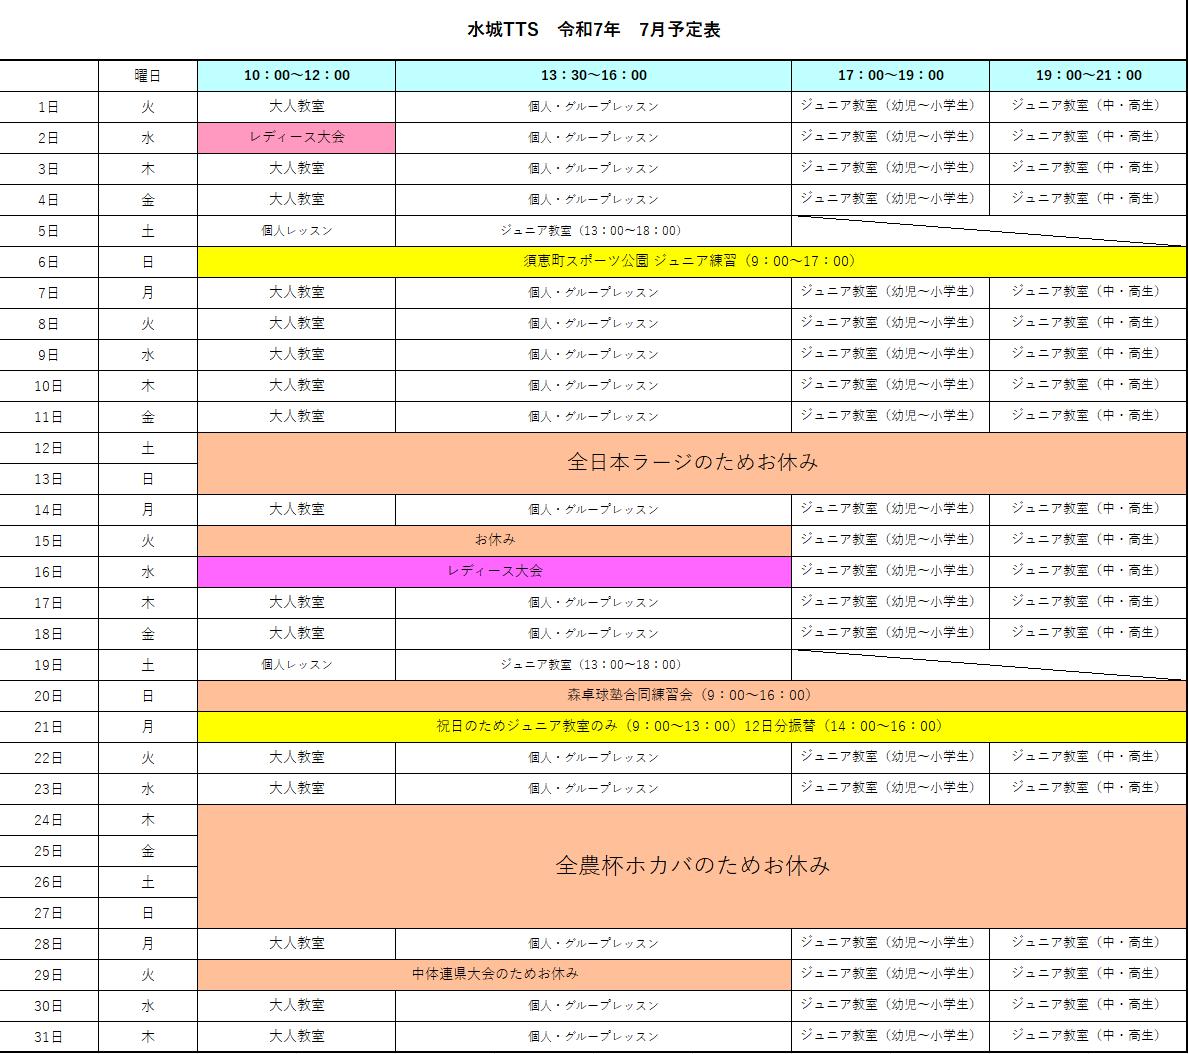 水城TTS　令和7年　7月予定表
曜日 10：00～12：00 13：30～16：00 17：00～19：00 19：00～21：00
1日 火 大人教室 個人・グループレッスン ジュニア教室（幼児～小学生） ジュニア教室（中・高生）
2日 水 レディース大会 個人・グループレッスン ジュニア教室（幼児～小学生） ジュニア教室（中・高生）
3日 木 大人教室 個人・グループレッスン ジュニア教室（幼児～小学生） ジュニア教室（中・高生）
4日 金 大人教室 個人・グループレッスン ジュニア教室（幼児～小学生） ジュニア教室（中・高生）
5日 土 個人レッスン ジュニア教室（13：00～18：00）
6日 日 須恵町スポーツ公園 ジュニア練習（9：00～17：00）
7日 月 大人教室 個人・グループレッスン ジュニア教室（幼児～小学生） ジュニア教室（中・高生）
8日 火 大人教室 個人・グループレッスン ジュニア教室（幼児～小学生） ジュニア教室（中・高生）
9日 水 大人教室 個人・グループレッスン ジュニア教室（幼児～小学生） ジュニア教室（中・高生）
10日 木 大人教室 個人・グループレッスン ジュニア教室（幼児～小学生） ジュニア教室（中・高生）
11日 金 大人教室 個人・グループレッスン ジュニア教室（幼児～小学生） ジュニア教室（中・高生）
12日 土
全日本ラージのためお休み
13日 日
14日 月 大人教室 個人・グループレッスン ジュニア教室（幼児～小学生） ジュニア教室（中・高生）
15日 火 お休み ジュニア教室（幼児～小学生） ジュニア教室（中・高生）
16日 水 レディース大会 ジュニア教室（幼児～小学生） ジュニア教室（中・高生）
17日 木 大人教室 個人・グループレッスン ジュニア教室（幼児～小学生） ジュニア教室（中・高生）
18日 金 大人教室 個人・グループレッスン ジュニア教室（幼児～小学生） ジュニア教室（中・高生）
19日 土 個人レッスン ジュニア教室（13：00～18：00）
20日 日 森卓球塾合同練習会（9：00～16：00）
21日 月 祝日のためジュニア教室のみ（9：00～13：00）12日分振替（14：00～16：00）
22日 火 大人教室 個人・グループレッスン ジュニア教室（幼児～小学生） ジュニア教室（中・高生）
23日 水 大人教室 個人・グループレッスン ジュニア教室（幼児～小学生） ジュニア教室（中・高生）
24日 木
25日 金
全農杯ホカバのためお休み
26日 土
27日 日
28日 月 大人教室 個人・グループレッスン ジュニア教室（幼児～小学生） ジュニア教室（中・高生）
29日 火 中体連県大会のためお休み ジュニア教室（幼児～小学生） ジュニア教室（中・高生）
30日 水 大人教室 個人・グループレッスン ジュニア教室（幼児～小学生） ジュニア教室（中・高生）
31日 木 大人教室 個人・グループレッスン ジュニア教室（幼児～小学生） ジュニア教室（中・高生）